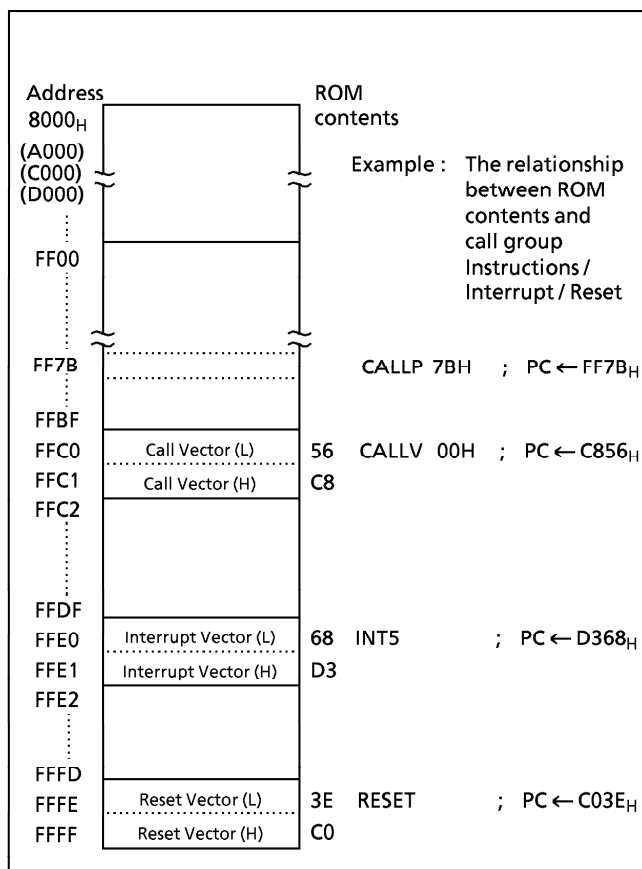 Address ROM
8000H contents
(A000) Example : The relationship
(C000) between ROM
(D000) contents and
call group
FF00 Instructions /
Interrupt / Reset
FF7B CALLP 7BH ; PC ← FF7BH
FFBF
FFC0 Call Vector (L) 56 CALLV 00H ; PC ← C856H
FFC1 Call Vector (H) C8
FFC2
FFDF
FFE0 Interrupt Vector (L) 68 INT5 ; PC ← D368H
FFE1 Interrupt Vector (H) D3
FFE2
FFFD
FFFE Reset Vector (L) 3E RESET ; PC ← C03EH
FFFF Reset Vector (H) C0